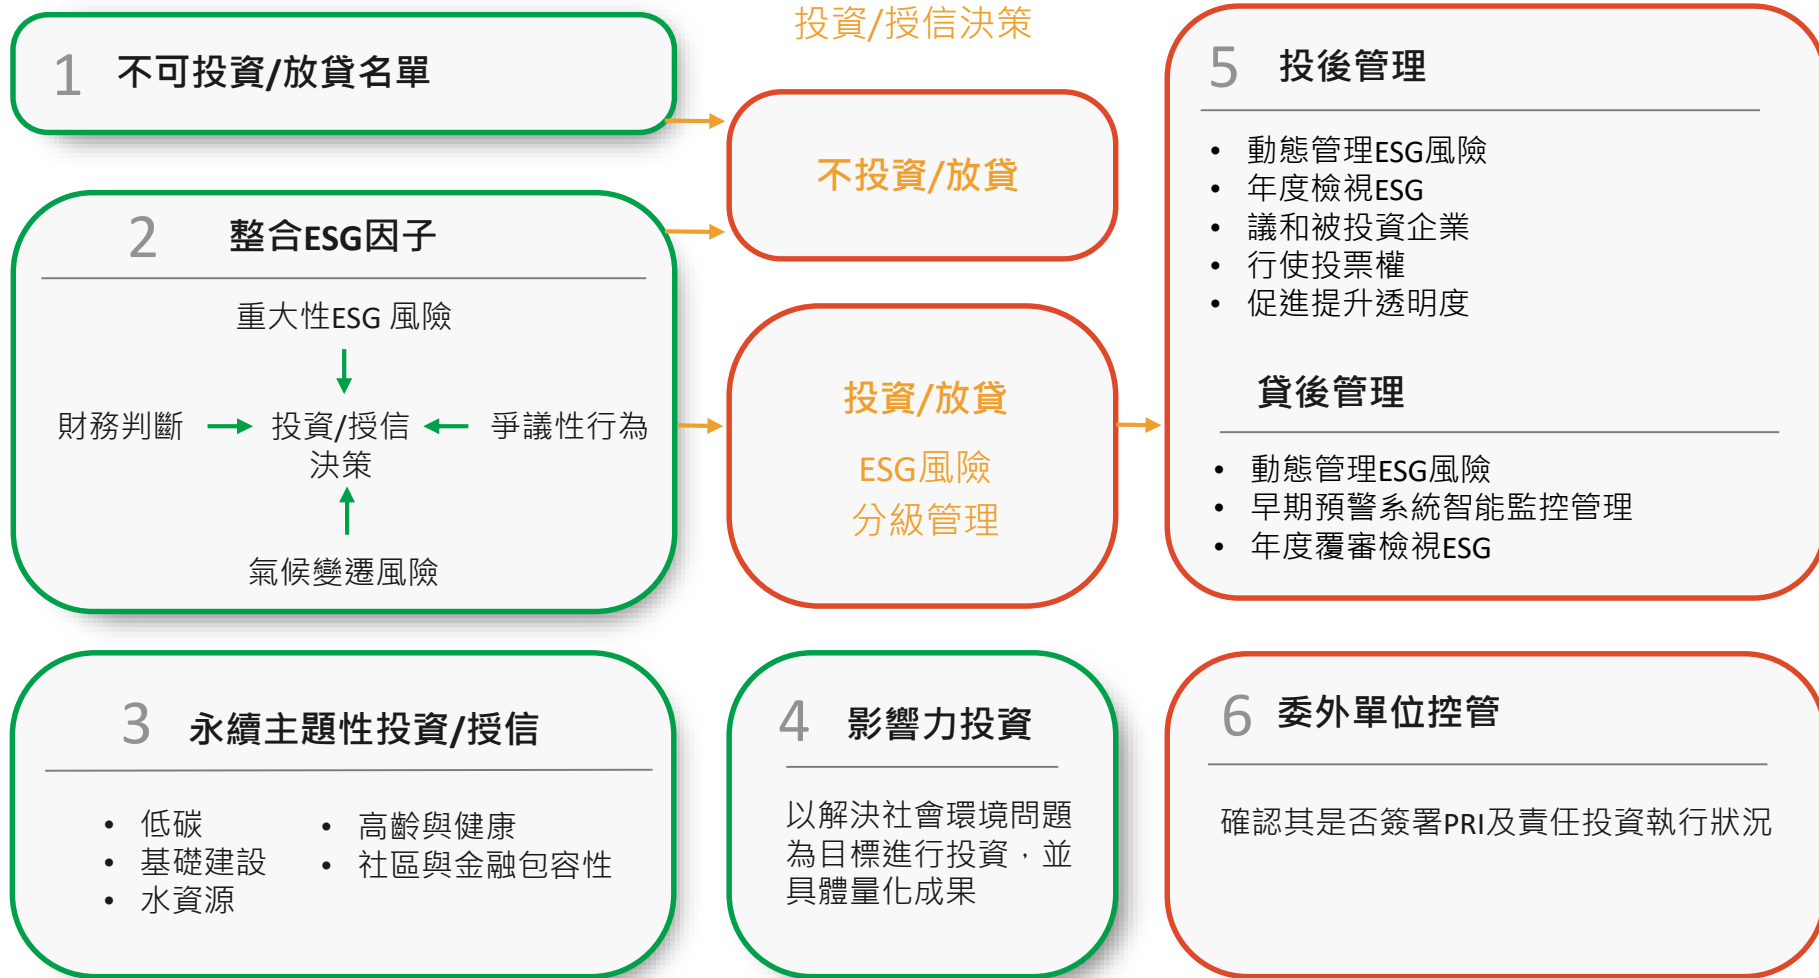 投資/授信決策
1 不可投資/放貸名單
不投資/放貸
2 整合ESG因子
重大性ESG 風險
財務判斷
投資/授信
決策
爭議性行為
氣候變遷風險
投資/放貸
ESG風險
分級管理
5 投後管理
• 動態管理ESG風險
• 年度檢視ESG
• 議和被投資企業
• 行使投票權
• 促進提升透明度
貸後管理
• 動態管理ESG風險
• 早期預警系統智能監控管理
• 年度覆審檢視ESG
3 永續主題性投資/授信
• 低碳
• 基礎建設
• 水資源
• 高齡與健康
• 社區與金融包容性
4 影響力投資
以解決社會環境問題
為目標進行投資，並
具體量化成果
6 委外單位控管
確認其是否簽署PRI及責任投資執行狀況